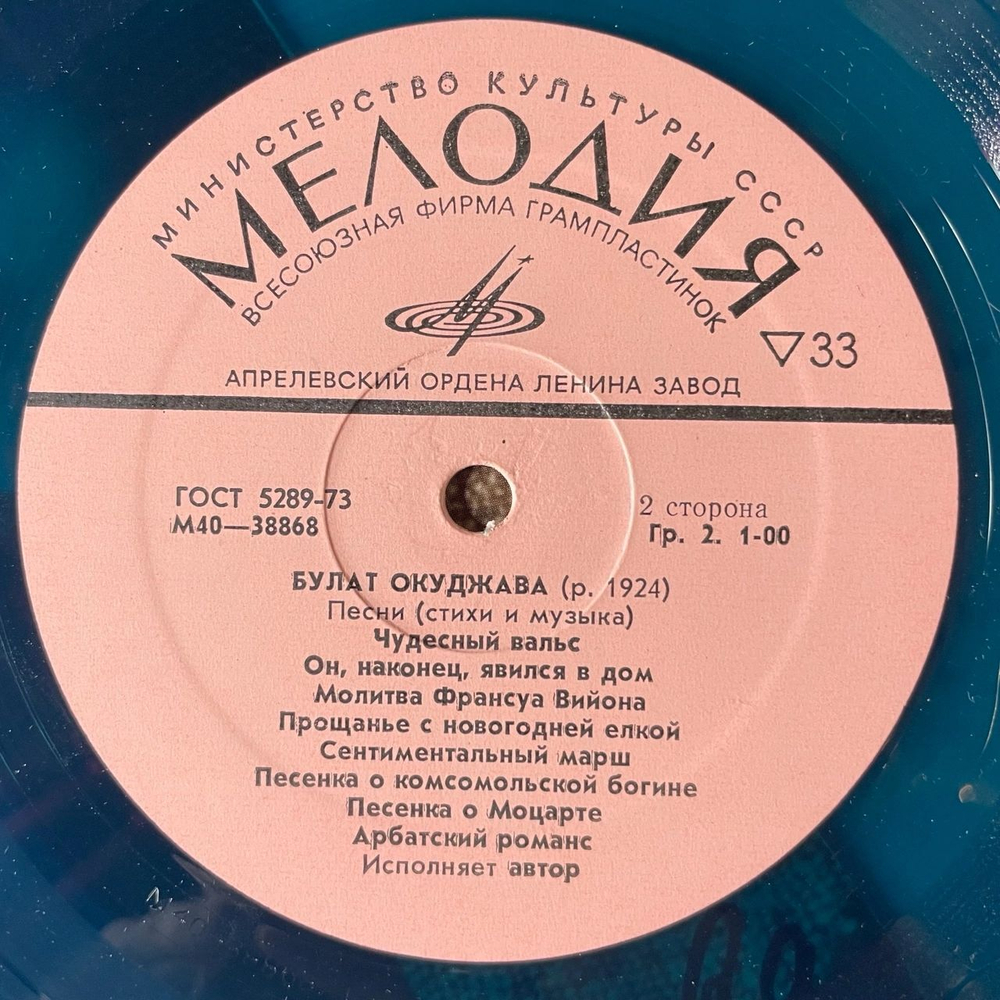 МИНИСТЕРСТВО КУЛЬТУРЫ СССР
МЕЛОДИЯ
ВСЕСОЮЗНАЯ ФИРМА ГРАМПЛАСТИНОК
33
АПРЕЛЕВСКИЙ ОРДЕНА ЛЕНИНА ЗАВОД
ГОСТ 5289-73
М40—38868
2 сторона
Гр. 2. 1-00
БУЛАТ ОКУДЖАВА (р. 1924)
Песни (стихи и музыка)
Чудесный вальс
Он, наконец, явился в дом
Молитва Франсуа Вийона
Прощанье с новогодней елкой
Сентиментальный марш
Песенка о комсомольской богине
Песенка о Моцарте
Арбатский романс
Исполняет автор